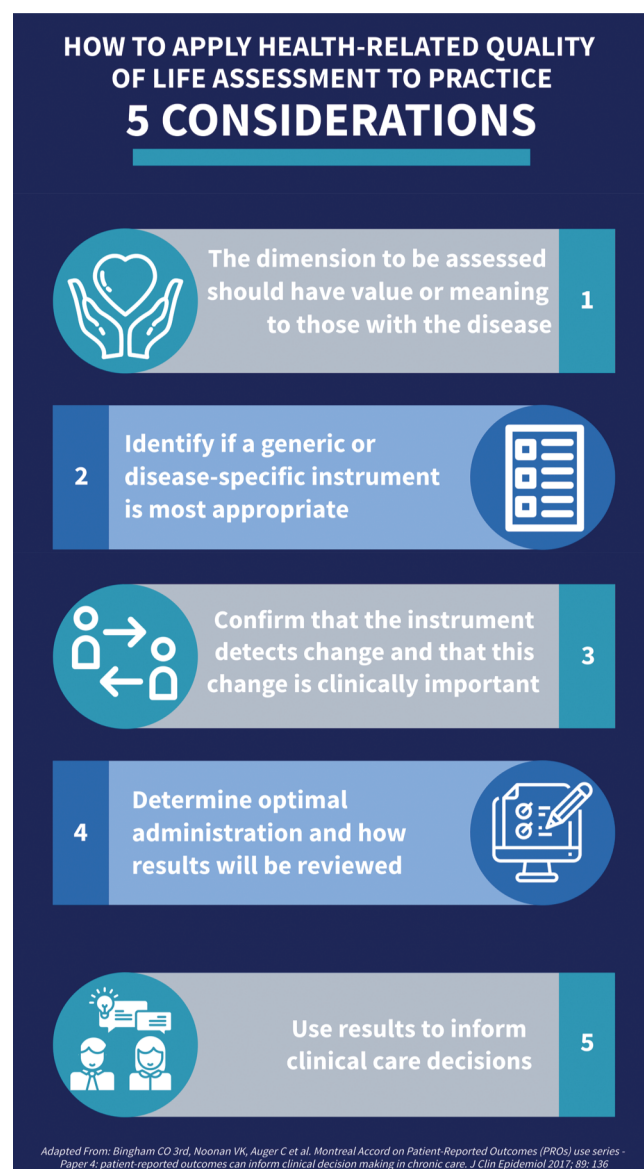 HOW TO APPLY HEALTH-RELATED QUALITY
OF LIFE ASSESSMENT TO PRACTICE
5 CONSIDERATIONS
The dimension to be assessed
should have value or meaning
to those with the disease
1
2
Identify if a generic or
disease-specific instrument
is most appropriate
Confirm that the instrument
detects change and that this
change is clinically important
3
4
Determine optimal
administration and how
results will be reviewed
Use results to inform
clinical care decisions
5
Adapted From: Bingham CO 3rd, Noonan VK, Auger C et al. Montreal Accord on Patient-Reported Outcomes (PROs) use series -
Paper 4: patient-reported outcomes can inform clinical decision making in chronic care. J Clin Epidemiol 2017; 89: 136